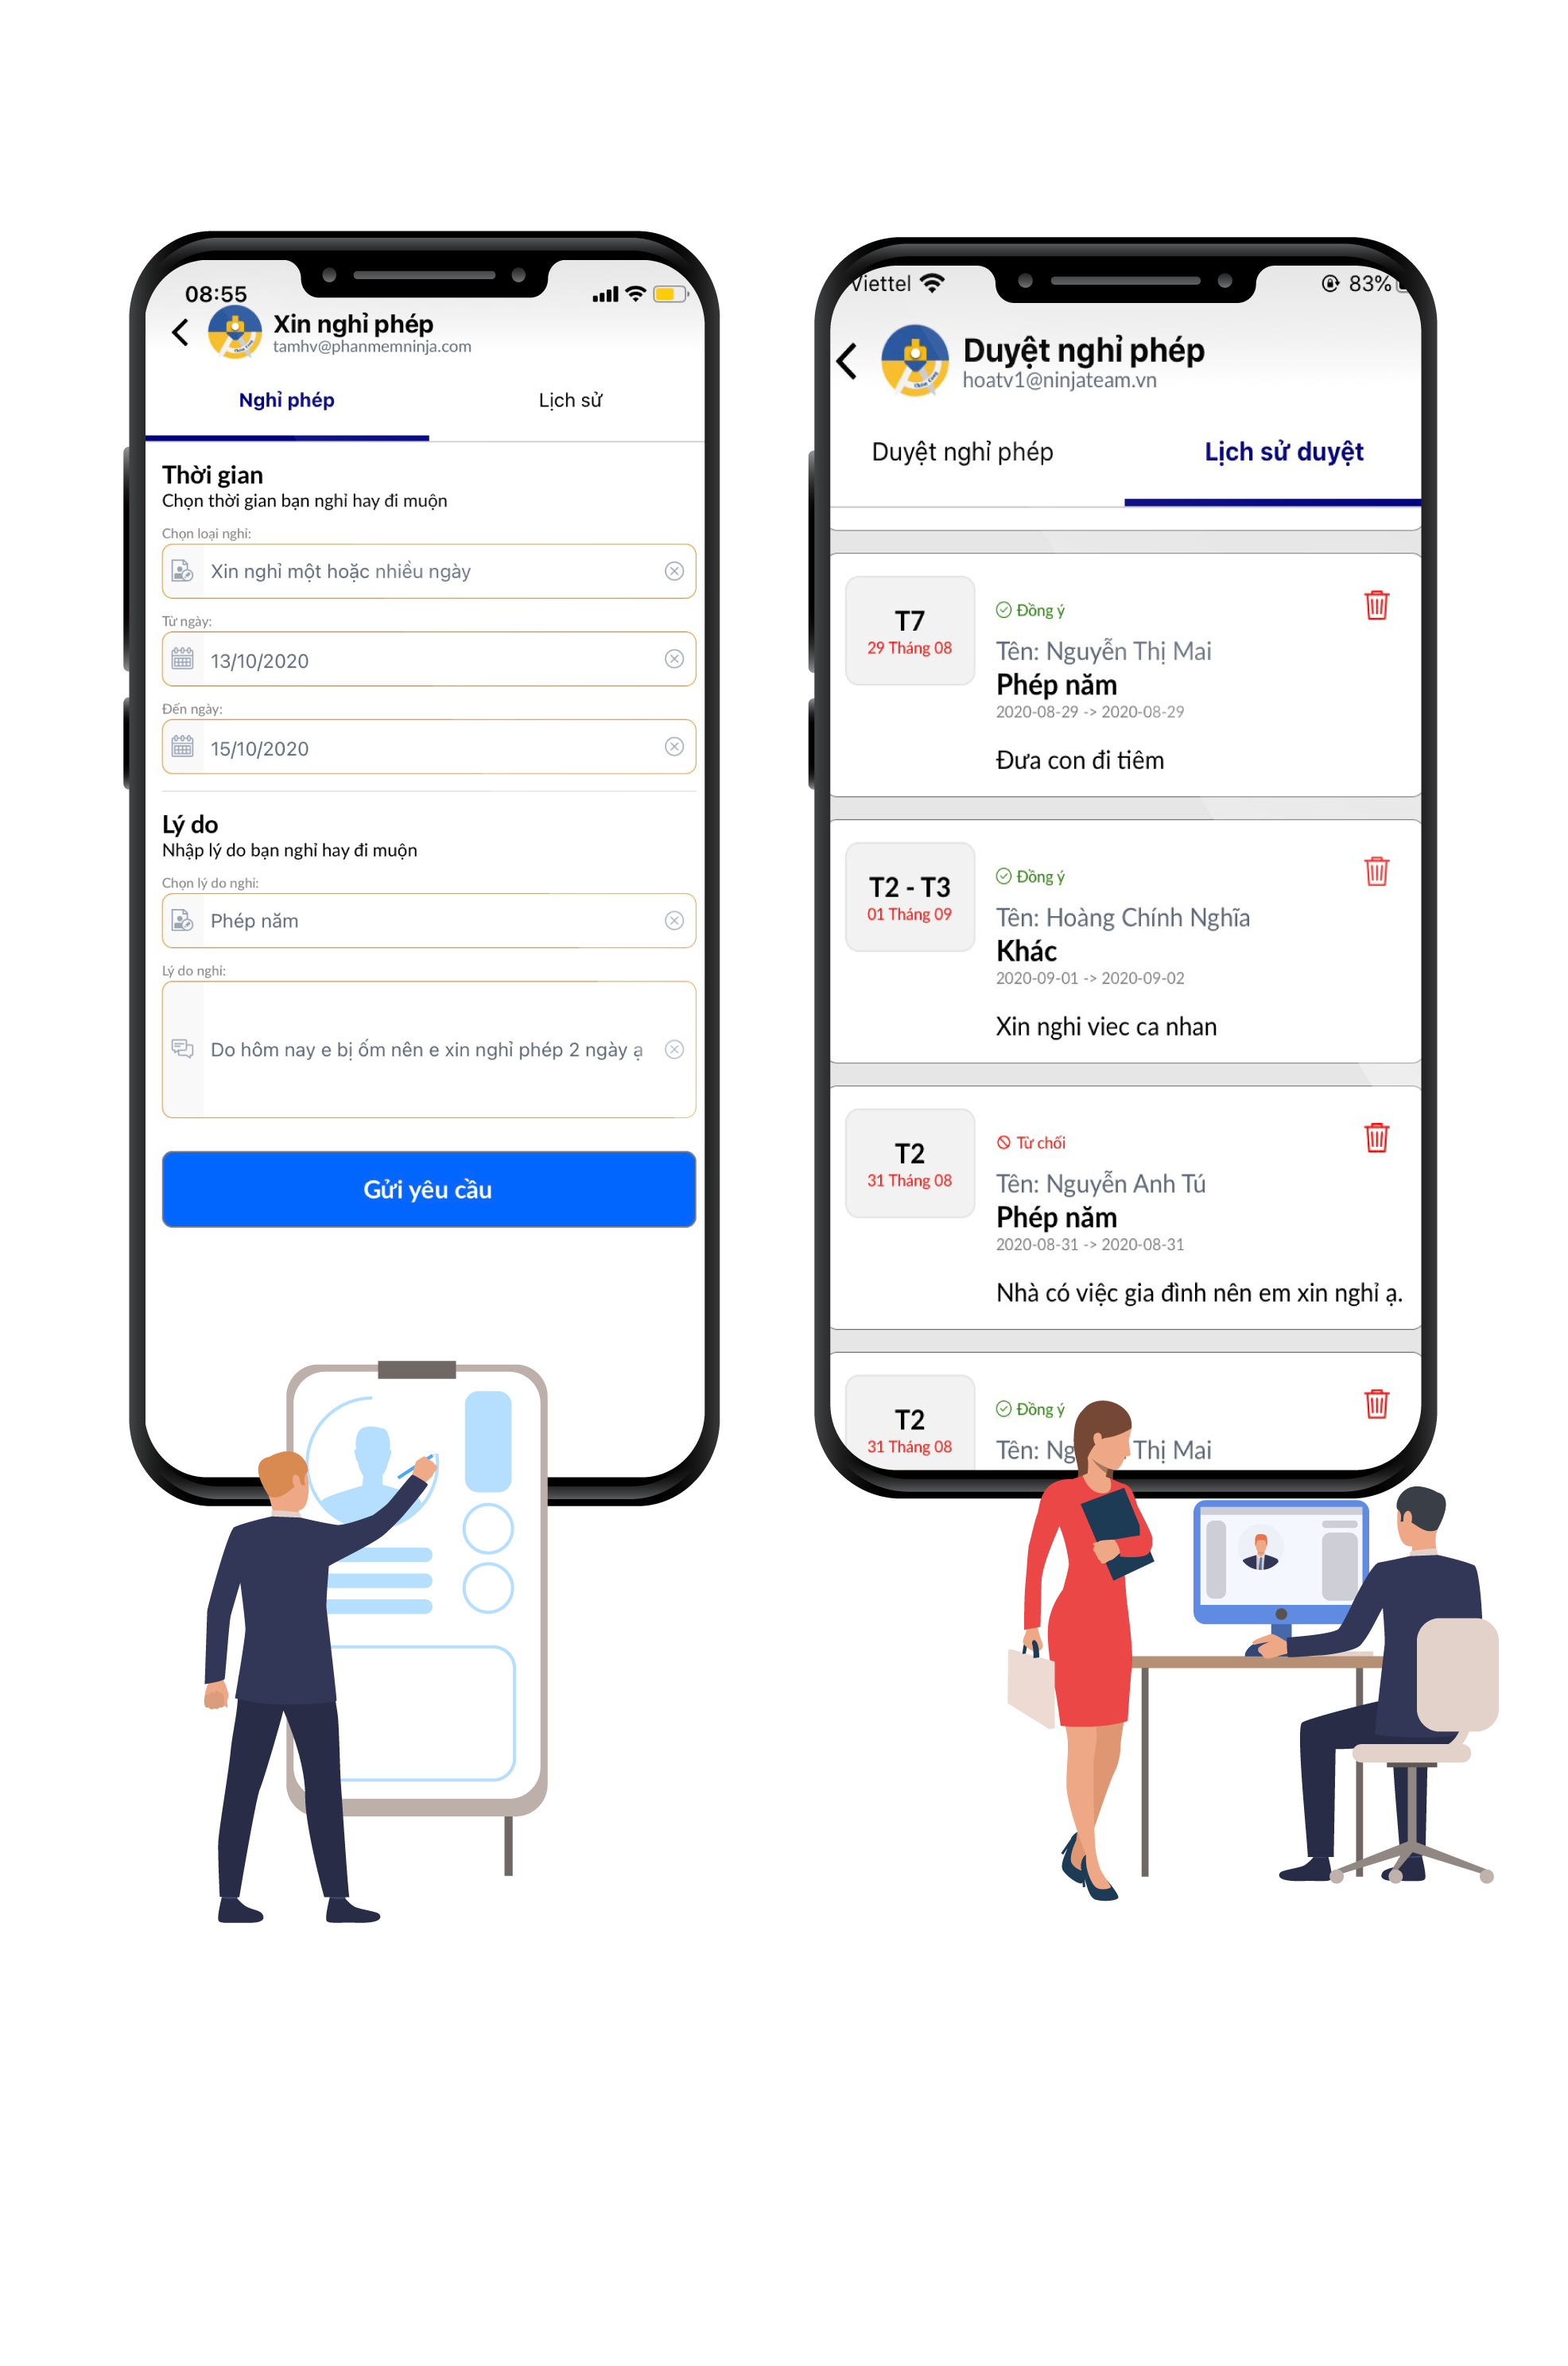 08:55
Xin nghỉ phép
tamhv@phanmemninja.com
Nghỉ phép
Lịch sử
Thời gian
Chọn thời gian bạn nghỉ hay đi muộn
Chọn loại nghỉ:
Xin nghỉ một hoặc nhiều ngày
Từ ngày:
13/10/2020
Đến ngày:
15/10/2020
Lý do
Nhập lý do bạn nghỉ hay đi muộn
Chọn lý do nghỉ:
Phép năm
Lý do nghỉ:
Do hôm nay e bị ốm nên e xin nghỉ phép 2 ngày ạ
Gửi yêu cầu
Viettel
83%
Duyệt nghỉ phép
hoatv1@ninjateam.vn
Duyệt nghỉ phép
Lịch sử duyệt
T7
29 Tháng 08
Đồng ý
Tên: Nguyễn Thị Mai
Phép năm
2020-08-29 -> 2020-08-29
Đưa con đi tiêm
T2 - T3
01 Tháng 09
Đồng ý
Tên: Hoàng Chính Nghĩa
Khác
2020-09-01 -> 2020-09-02
Xin nghi viec ca nhan
T2
31 Tháng 08
Từ chối
Tên: Nguyễn Anh Tú
Phép năm
2020-08-31 -> 2020-08-31
Nhà có việc gia đình nên em xin nghỉ ạ.
T2
31 Tháng 08
Đồng ý
Tên: Thị Mai